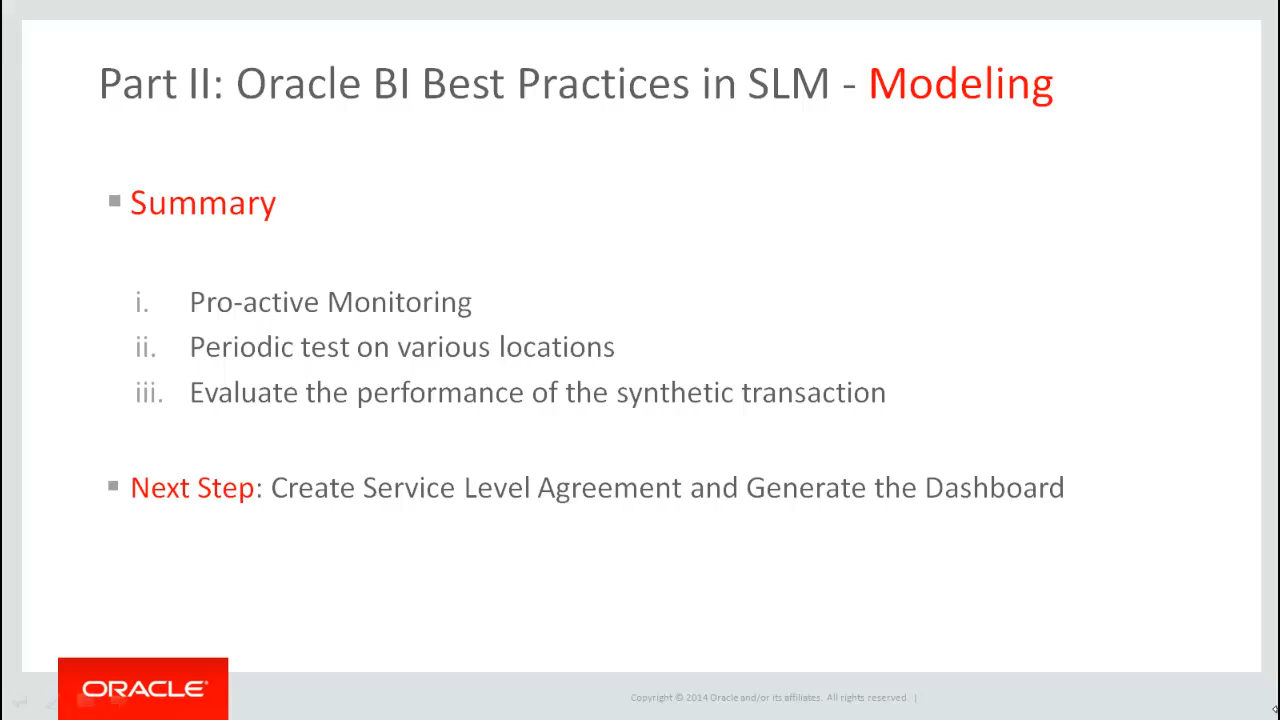 Part II: Oracle BI Best Practices in SLM - Modeling
Summary
i. Pro-active Monitoring
ii. Periodic test on various locations
iii. Evaluate the performance of the synthetic transaction
Next Step: Create Service Level Agreement and Generate the Dashboard
ORACLE®
Copyright © 2014 Oracle and/or its affiliates. All rights reserved. |